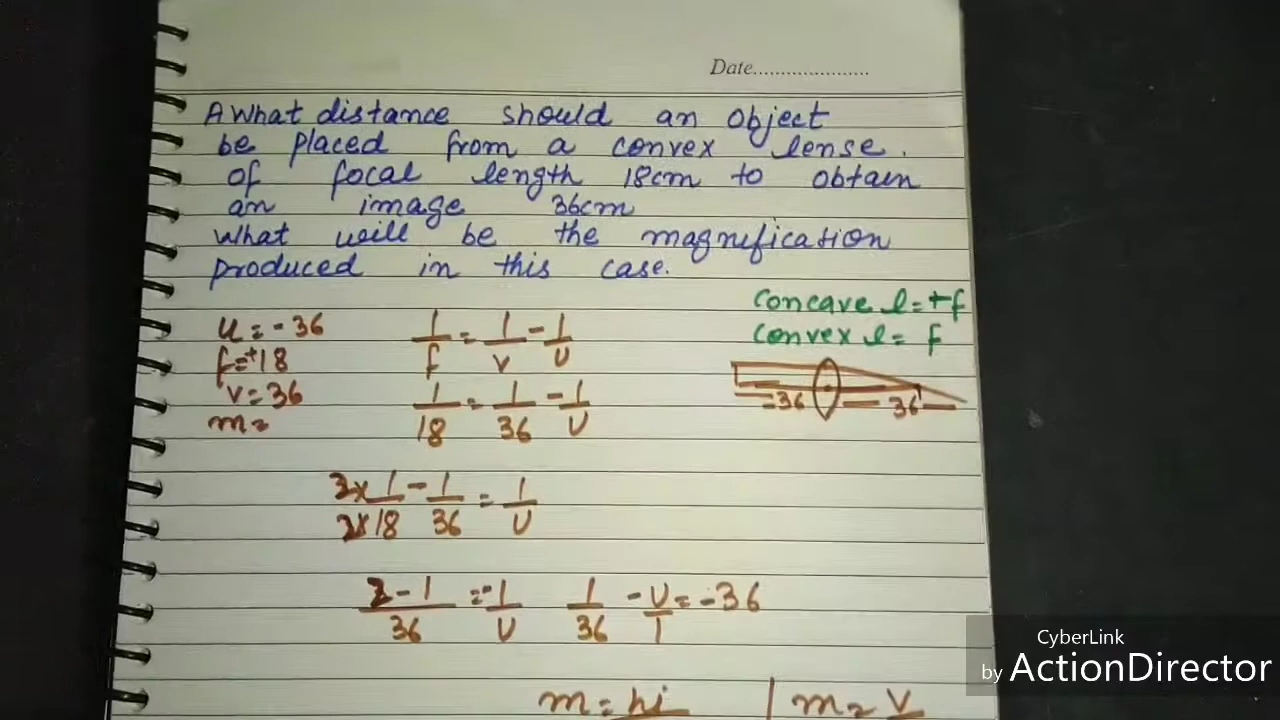 Date......................
A What distance should an object
be placed from a convex lense.
of focal length 18cm to obtain
an image 36cm
what will be the magnification
produced in this case.
Concave l = +f
Convex l = f
u = - 36
f = +18
v = 36
m =
1/f = 1/v - 1/u
1/18 = 1/36 - 1/u
= 36
36
1/18 - 1/36 = 1/u
2 - 1/36 = - 1/u
1/36 - u/1 = - 36
m = hi
m = v
CyberLink
by ActionDirector